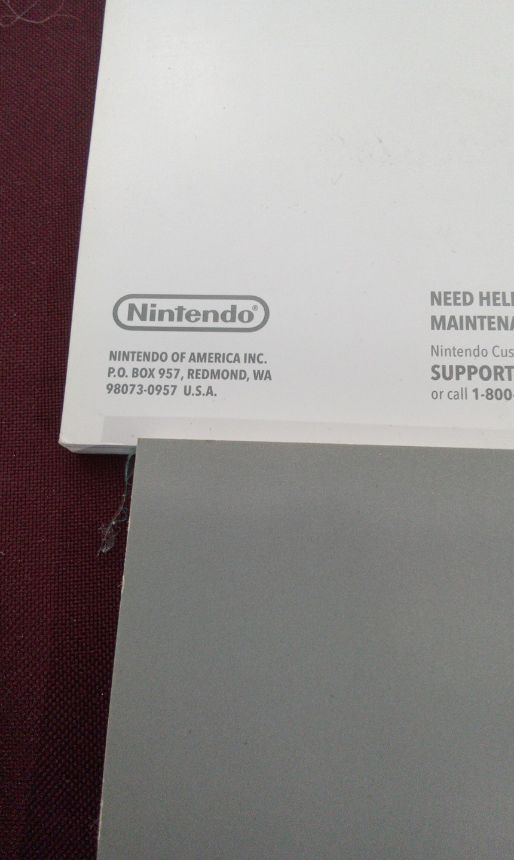 Nintendo®
NINTENDO OF AMERICA INC.
P.O. BOX 957, REDMOND, WA
98073-0957 U.S.A.
NEED HEL
MAINTENA
Nintendo Cus
SUPPORT
or call 1-800-